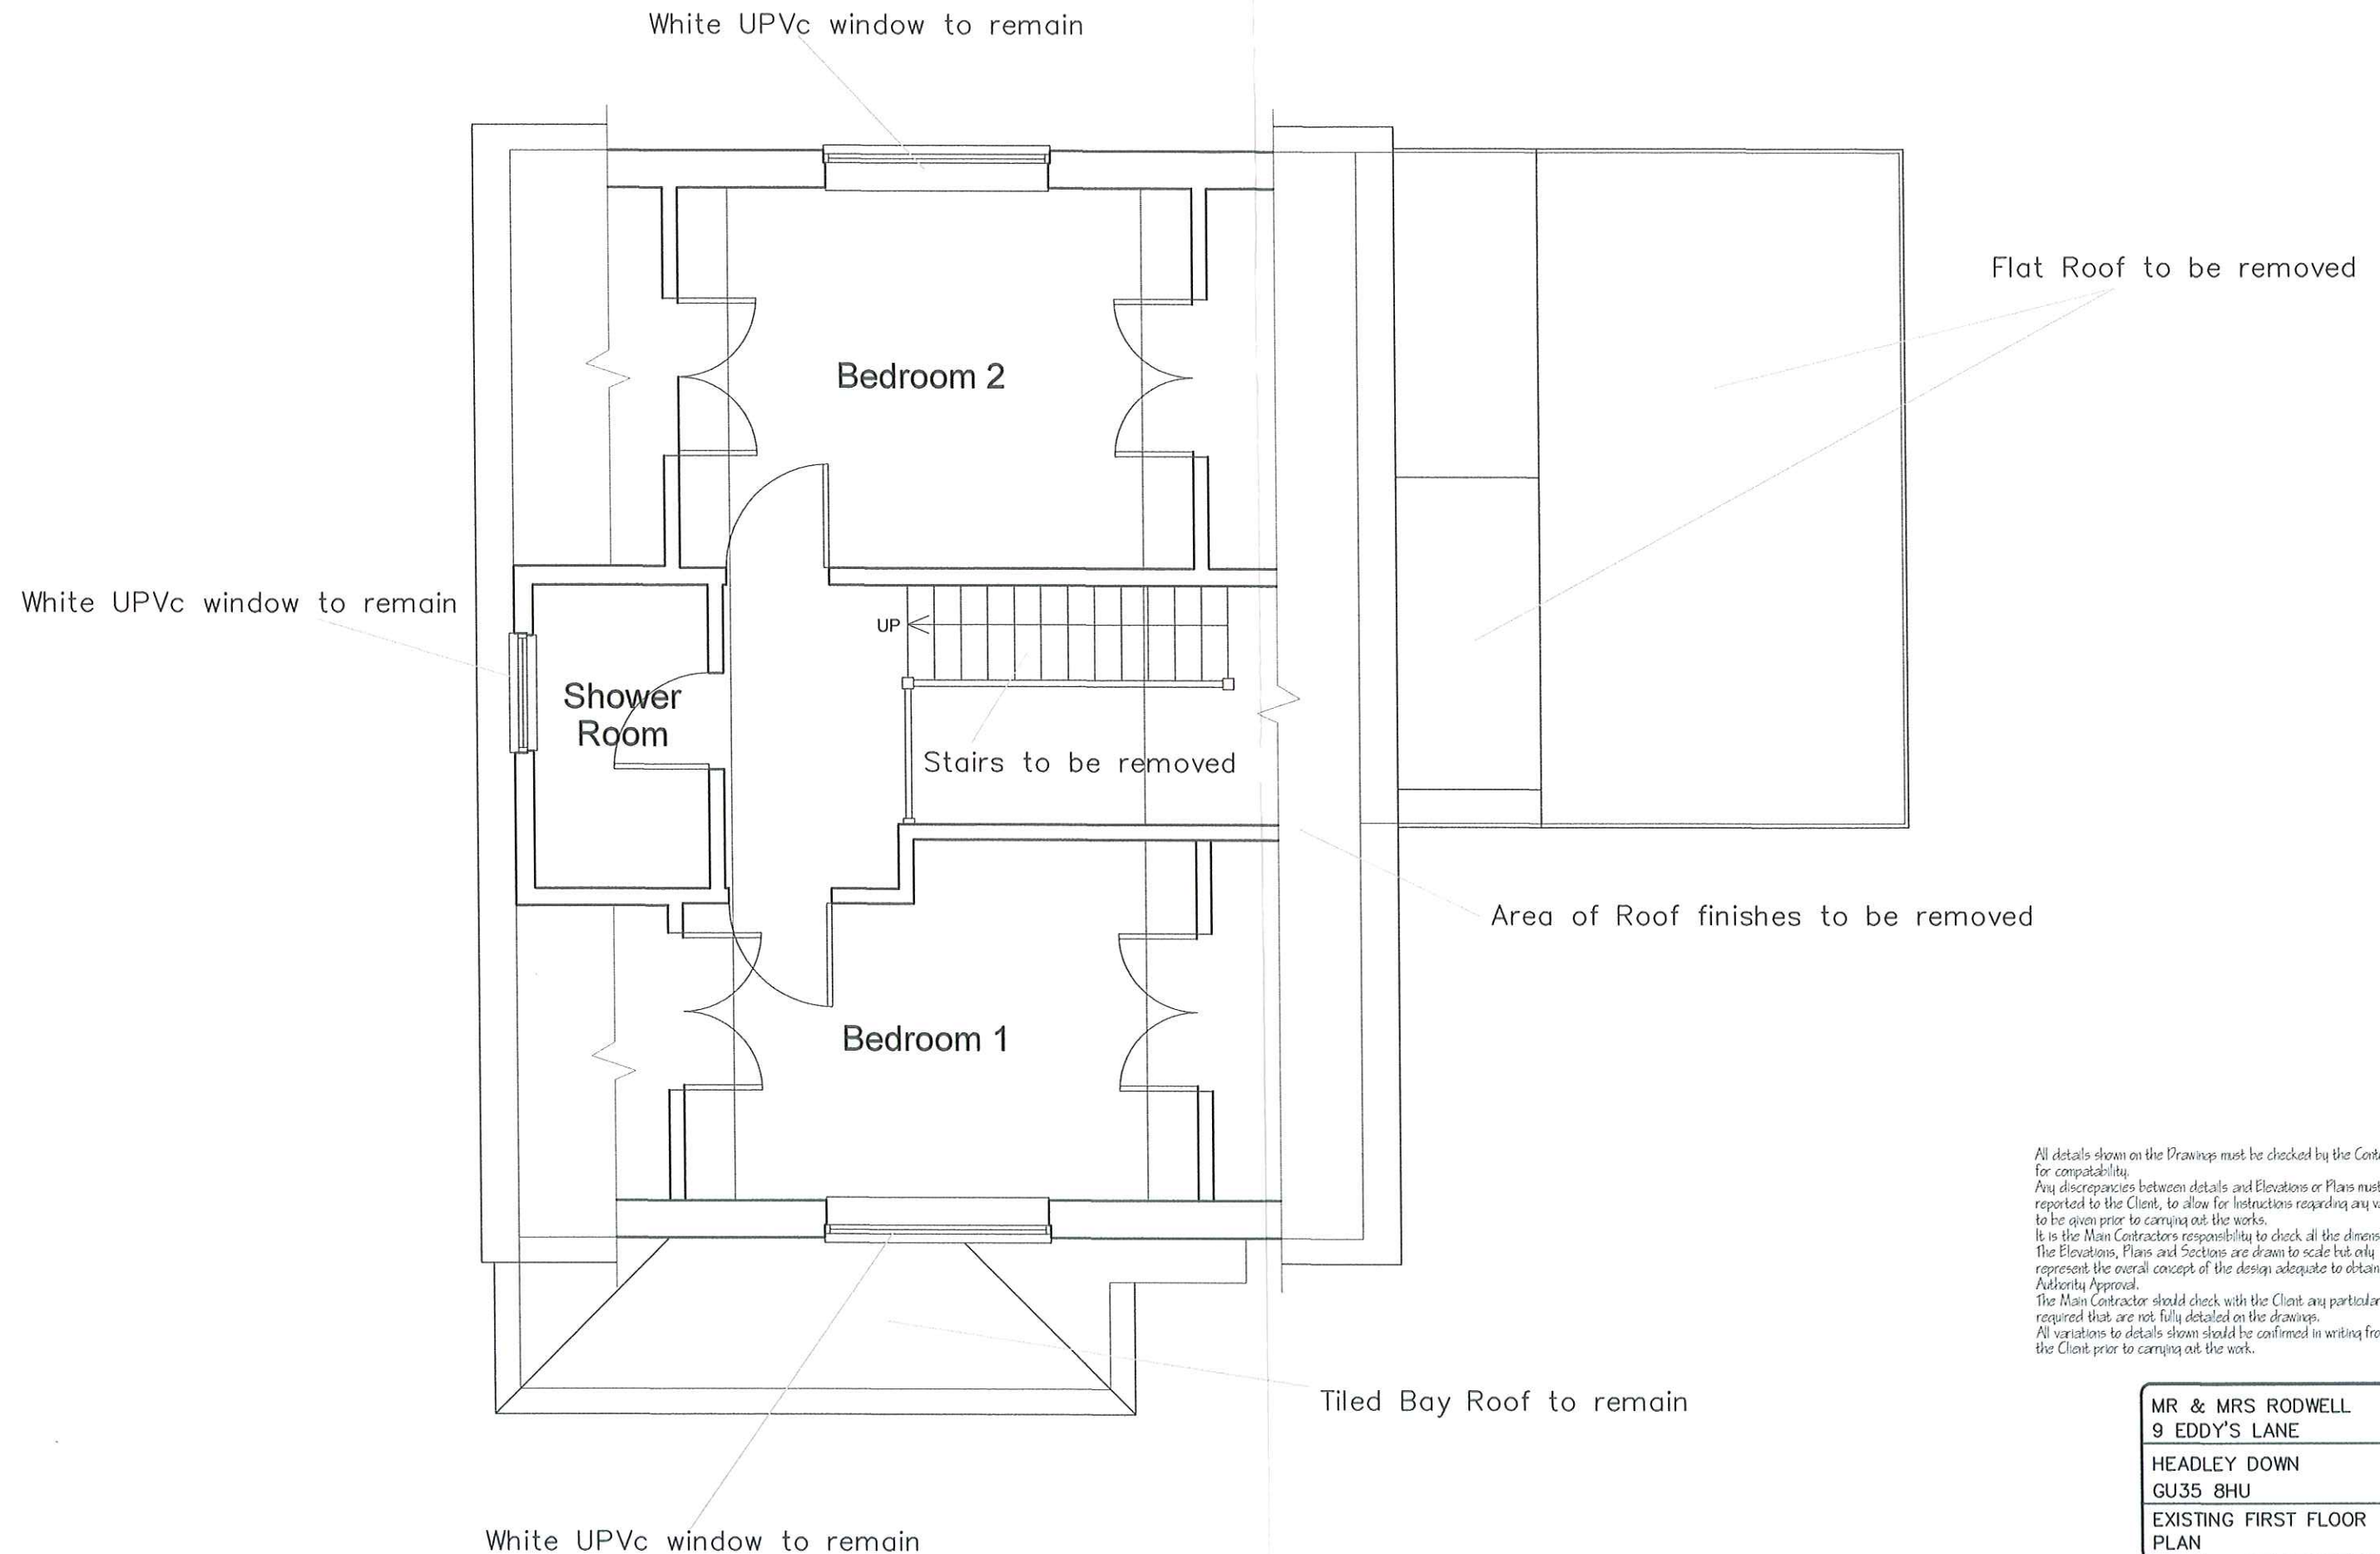 White UPVc window to remain
Flat Roof to be removed
Bedroom 2
White UPVc window to remain
UP
Shower
Room
Stairs to be removed
Area of Roof finishes to be removed
Bedroom 1
All details shown on the Drawings must be checked by the
for compatability.
Any discrepancies between details and Elevations or Plans must
reported to the Client, to allow for Instructions regarding any
to be given prior to carrying out the works.
It is the Main Contractors responsibility to check all the
The Elevations, Plans and Sections are drawn to scale but only
represent the overall concept of the design adequate to obtain
Authority Approval.
The Main Contractor should check with the Client any particular
required that are not fully detailed on the drawings.
All variations to details shown should be confirmed in writing
the Client prior to carrying out the work.
Tiled Bay Roof to remain
MR & MRS RODWELL
9 EDDY'S LANE
HEADLEY DOWN
GU35 8HU
EXISTING FIRST FLOOR
PLAN
White UPVc window to remain